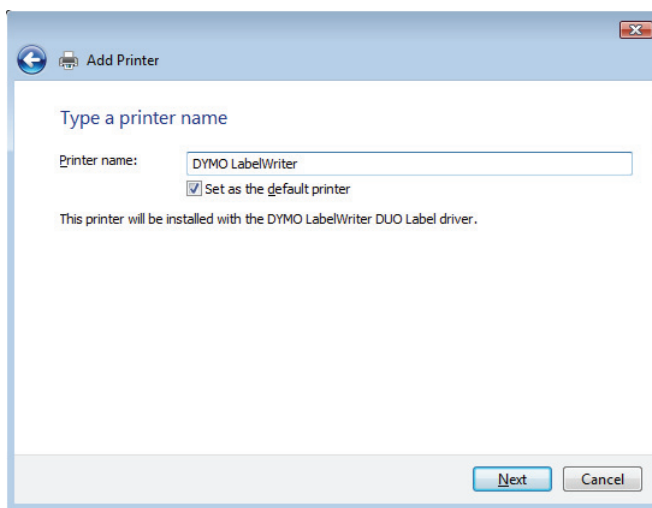 Add Printer
Type a printer name
Printer name: DYMO LabelWriter
Set as the default printer
This printer will be installed with the DYMO LabelWriter DUO Label driver.
Next Cancel